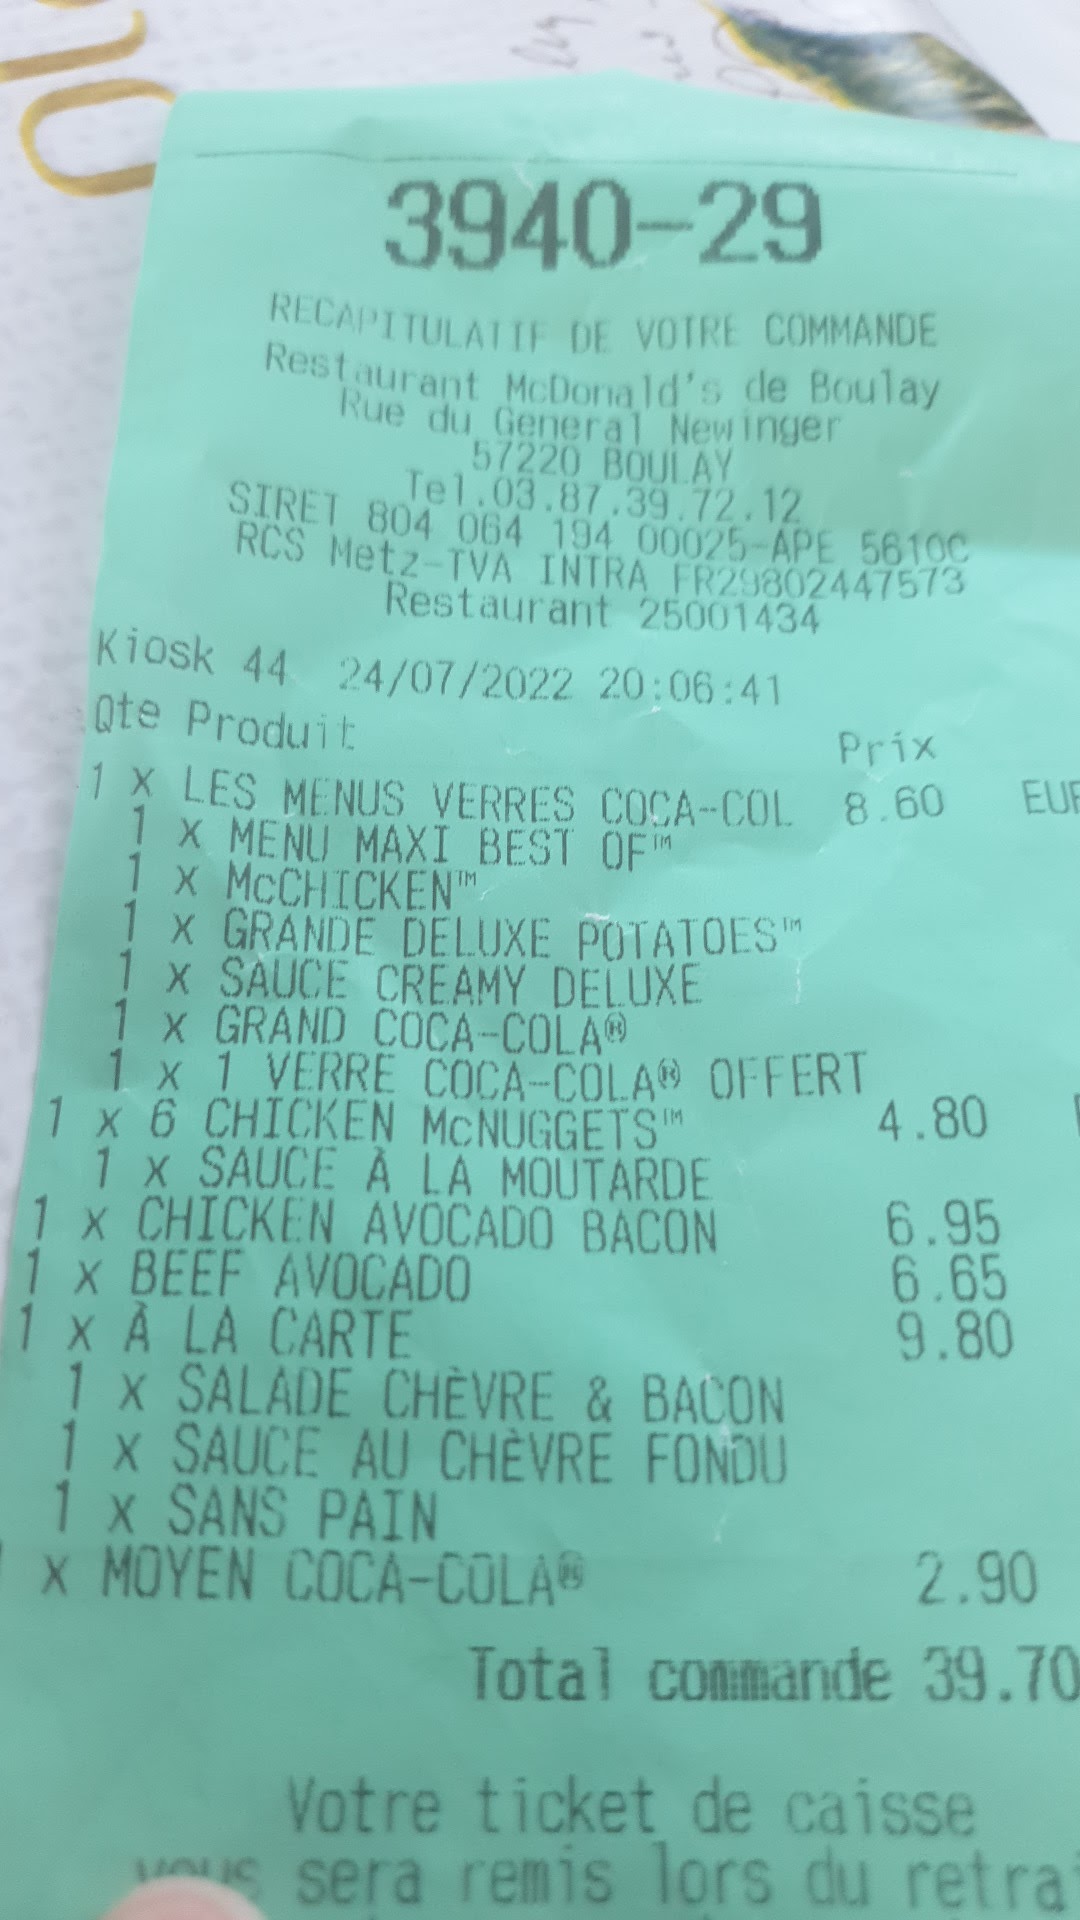 3940-29
RECAPITULATIF DE VOTRE COMMANDE
Restaurant McDonald's de Boulay
Rue du General Newinger
57220 BOULAY
Tel.03.87.39.72.12
SIRET 804 064 194 00025-APE 5610C
RCS Metz-TVA INTRA FR29802447573
Restaurant 25001434
Kiosk 44 24/07/2022 20:06:41
Qte Produit Prix
1 X LES MENUS VERRES COCA-COL 8.60 EUR
1 X MENU MAXI BEST OF™
1 X McCHICKEN™
1 X GRANDE DELUXE POTATOES™
1 X SAUCE CREAMY DELUXE
1 X GRAND COCA-COLA®
1 X 1 VERRE COCA-COLA® OFFERT
1 X 6 CHICKEN McNUGGETS™ 4.80
1 X SAUCE À LA MOUTARDE
1 X CHICKEN AVOCADO BACON 6.95
1 X BEEF AVOCADO 6.65
1 X À LA CARTE 9.80
1 X SALADE CHÈVRE & BACON
1 X SAUCE AU CHÈVRE FONDU
1 X SANS PAIN
X MOYEN COCA-COLA® 2.90
Total commande 39.70
Votre ticket de caisse
vous sera remis lors du retrai